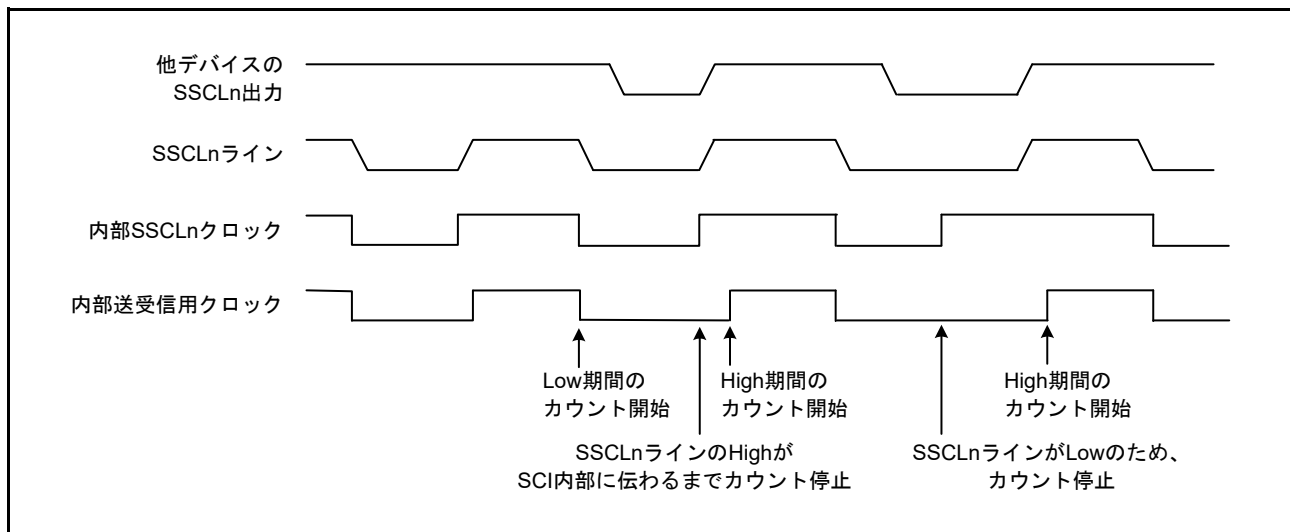 他デバイスの
SSCLn出力
SSCLnライン
内部SSCLnクロック
内部送受信用クロック
Low期間の
カウント開始
High期間の
カウント開始
High期間の
カウント開始
SSCLnラインのHighが
SCI内部に伝わるまでカウント停止
SSCLnラインがLowのため、
カウント停止